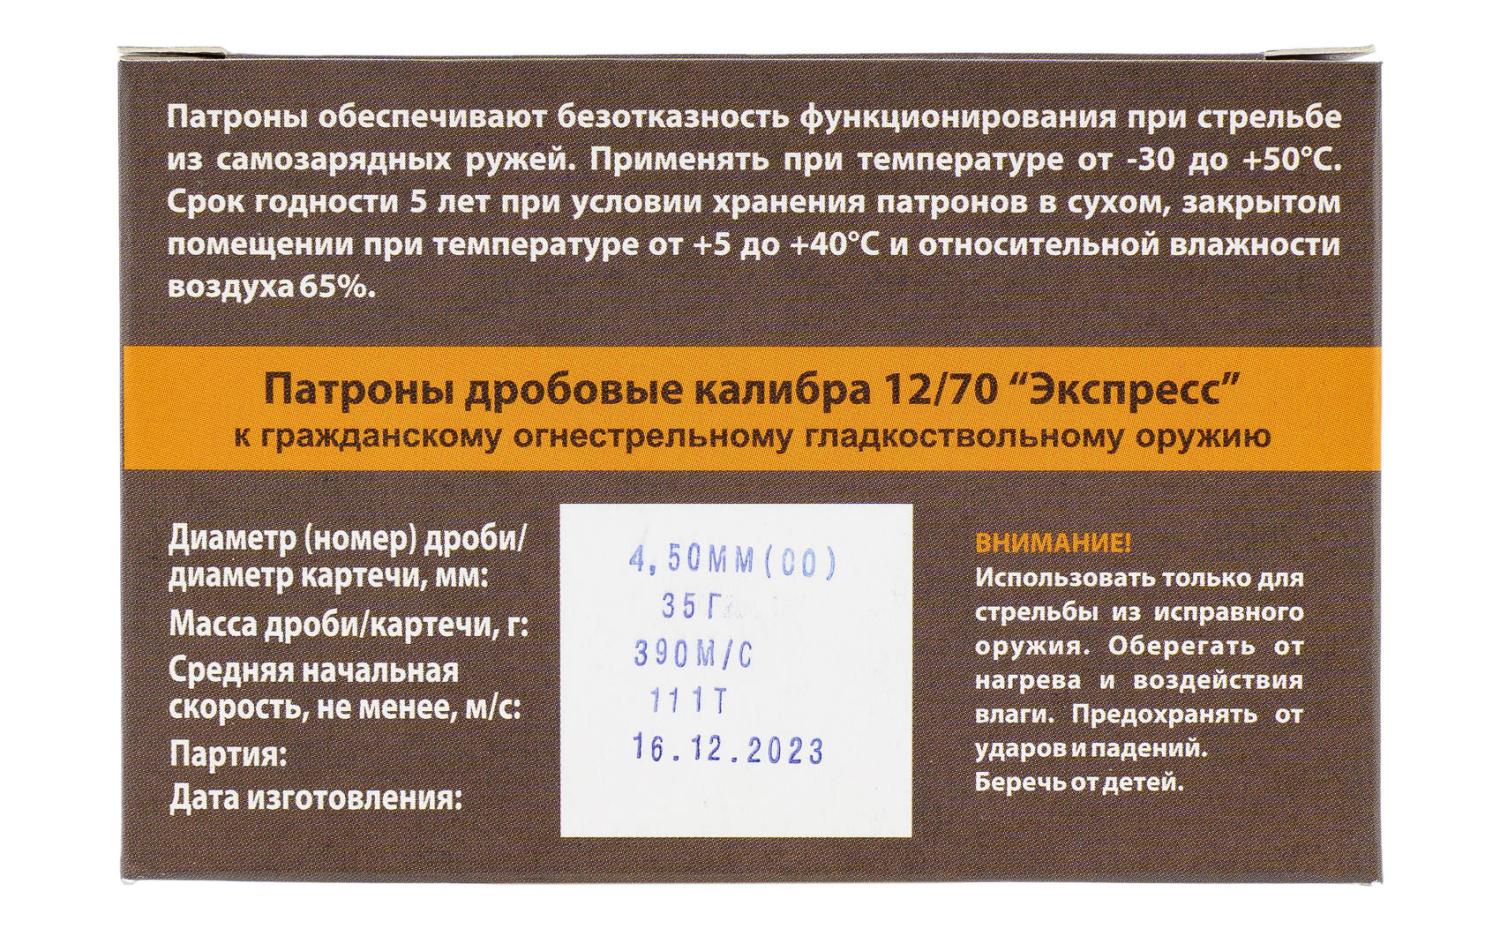 Патроны обеспечивают безотказность функционирования при стрельбе
из самозарядных ружей. Применять при температуре от -30 до +50°С.
Срок годности 5 лет при условии хранения патронов в сухом, закрытом
помещении при температуре от +5 до +40°С и относительной влажности
воздуха 65%.
Патроны дробовые калибра 12/70 “Экспресс”
к гражданскому огнестрельному гладкоствольному оружию
Диаметр (номер) дроби/
диаметр картечи, мм:
Масса дроби/картечи, г:
Средняя начальная
скорость, не менее, м/с:
Партия:
Дата изготовления:
4,50ММ(00)
35Г
390М/С
111Т
16.12.2023
ВНИМАНИЕ!
Использовать только для
стрельбы из исправного
оружия. Оберегать от
нагрева и воздействия
влаги. Предохранять от
ударов и падений.
Беречь от детей.